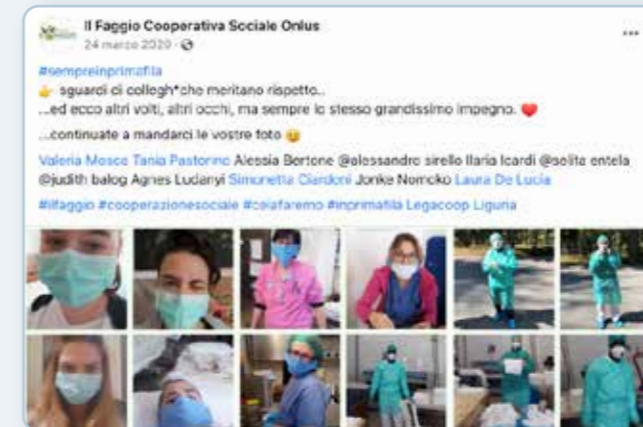 Il Faggio Cooperativa Sociale Onlus
24 marzo 2020
#sempreinprimafila
👉 sguardi di collegh*che meritano rispetto..
...ed ecco altri volti, altri occhi, ma sempre lo stesso grandissimo impegno. ❤️
...continuate a mandarci le vostre foto 😉
Valeria Mosca Tania Pastorino Alessia Bertone @alessandro sirello Ilaria Icardi @solita entela
@judith balog Agnes Ludanyi Simonetta Ciardoni Jonke Nomoko Laura De Lucia
#ilfaggio #cooperazionesociale #celafaremo #inprimafila Legacoop Liguria